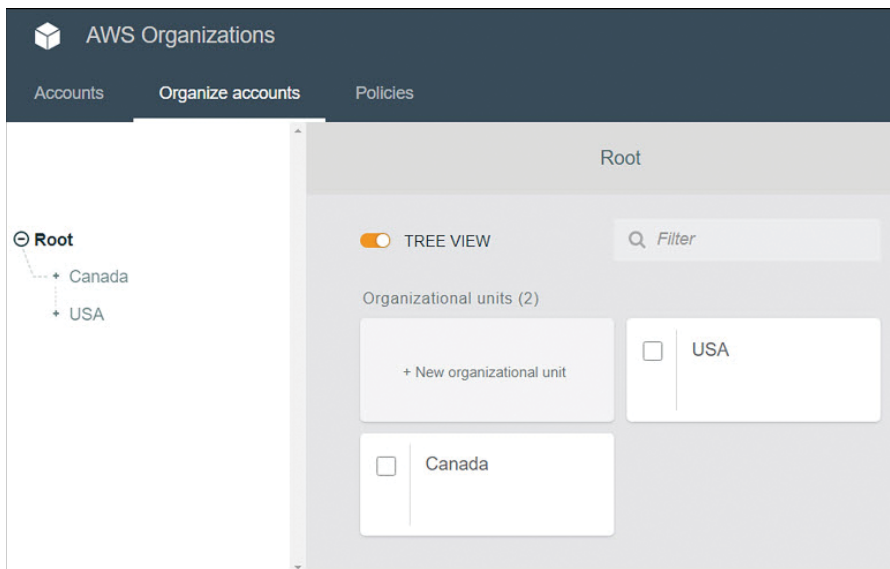 AWS Organizations
Accounts Organize accounts Policies
Root
Root
Canada
USA
TREE VIEW
Filter
Organizational units (2)
+ New organizational unit
USA
Canada